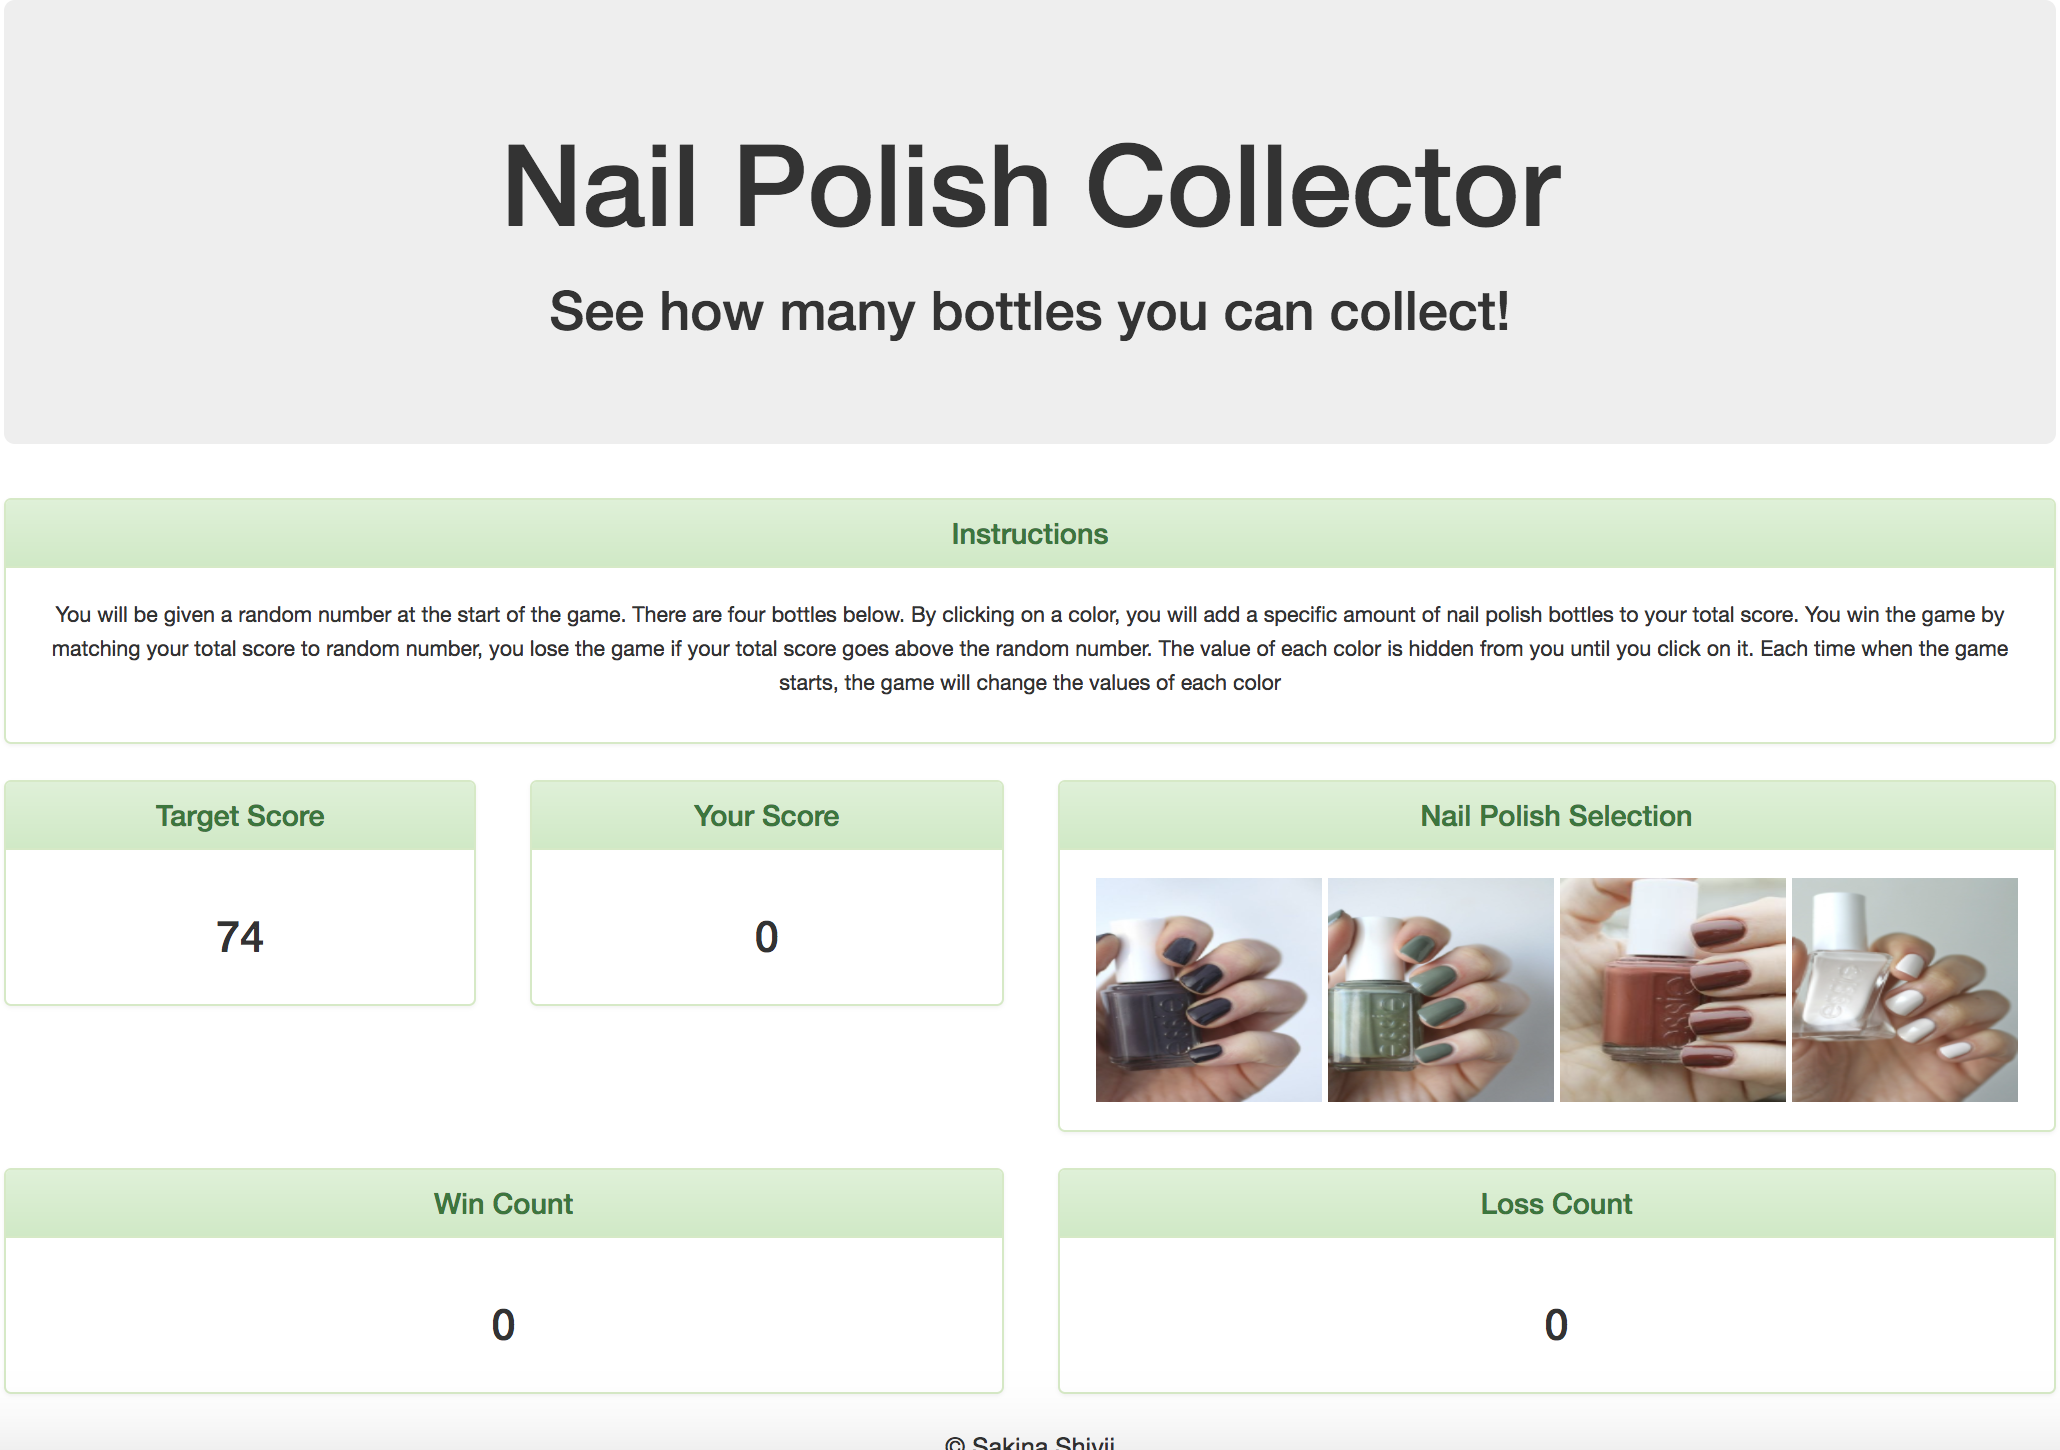 Nail Polish Collector
See how many bottles you can collect!
Instructions
You will be given a random number at the start of the game. There are four bottles below. By clicking on a color, you will add a specific amount of nail polish bottles to your total score. You win the game by
matching your total score to random number, you lose the game if your total score goes above the random number. The value of each color is hidden from you until you click on it. Each time when the game
starts, the game will change the values of each color
Target Score
Your Score
Nail Polish Selection
74
0
essie
essie
essie
essie
Win Count
Loss Count
0
0
© Sakina Shivji